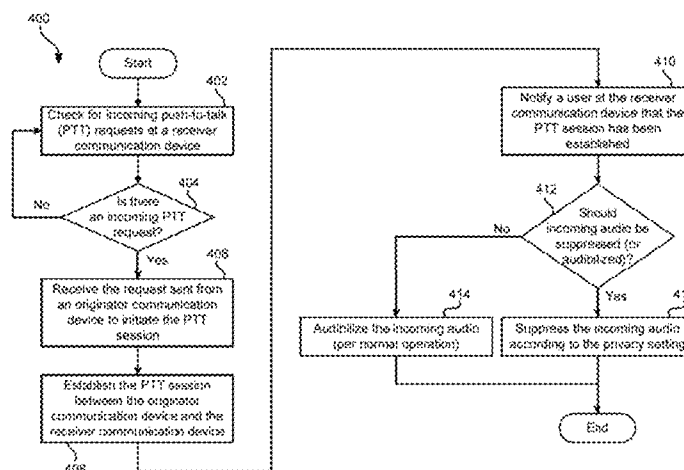 400
Start
402
Check for incoming push-to-talk
(PTT) requests at a receiver
communication device
404
Is there
an incoming PTT
request?
No
Yes
Receive the request sent from
an originator communication
device to initiate the PTT
session
Establish the PTT session
between the originator
communication device and the
receiver communication device
410
Notify a user at the receiver
communication device that the
PTT session has been
established
412
Should
incoming audio be
suppressed (or
audibilized)?
No
Yes
414
Audibilize the incoming audio
(per normal operation)
Suppress the incoming audio
according to the privacy setting
End